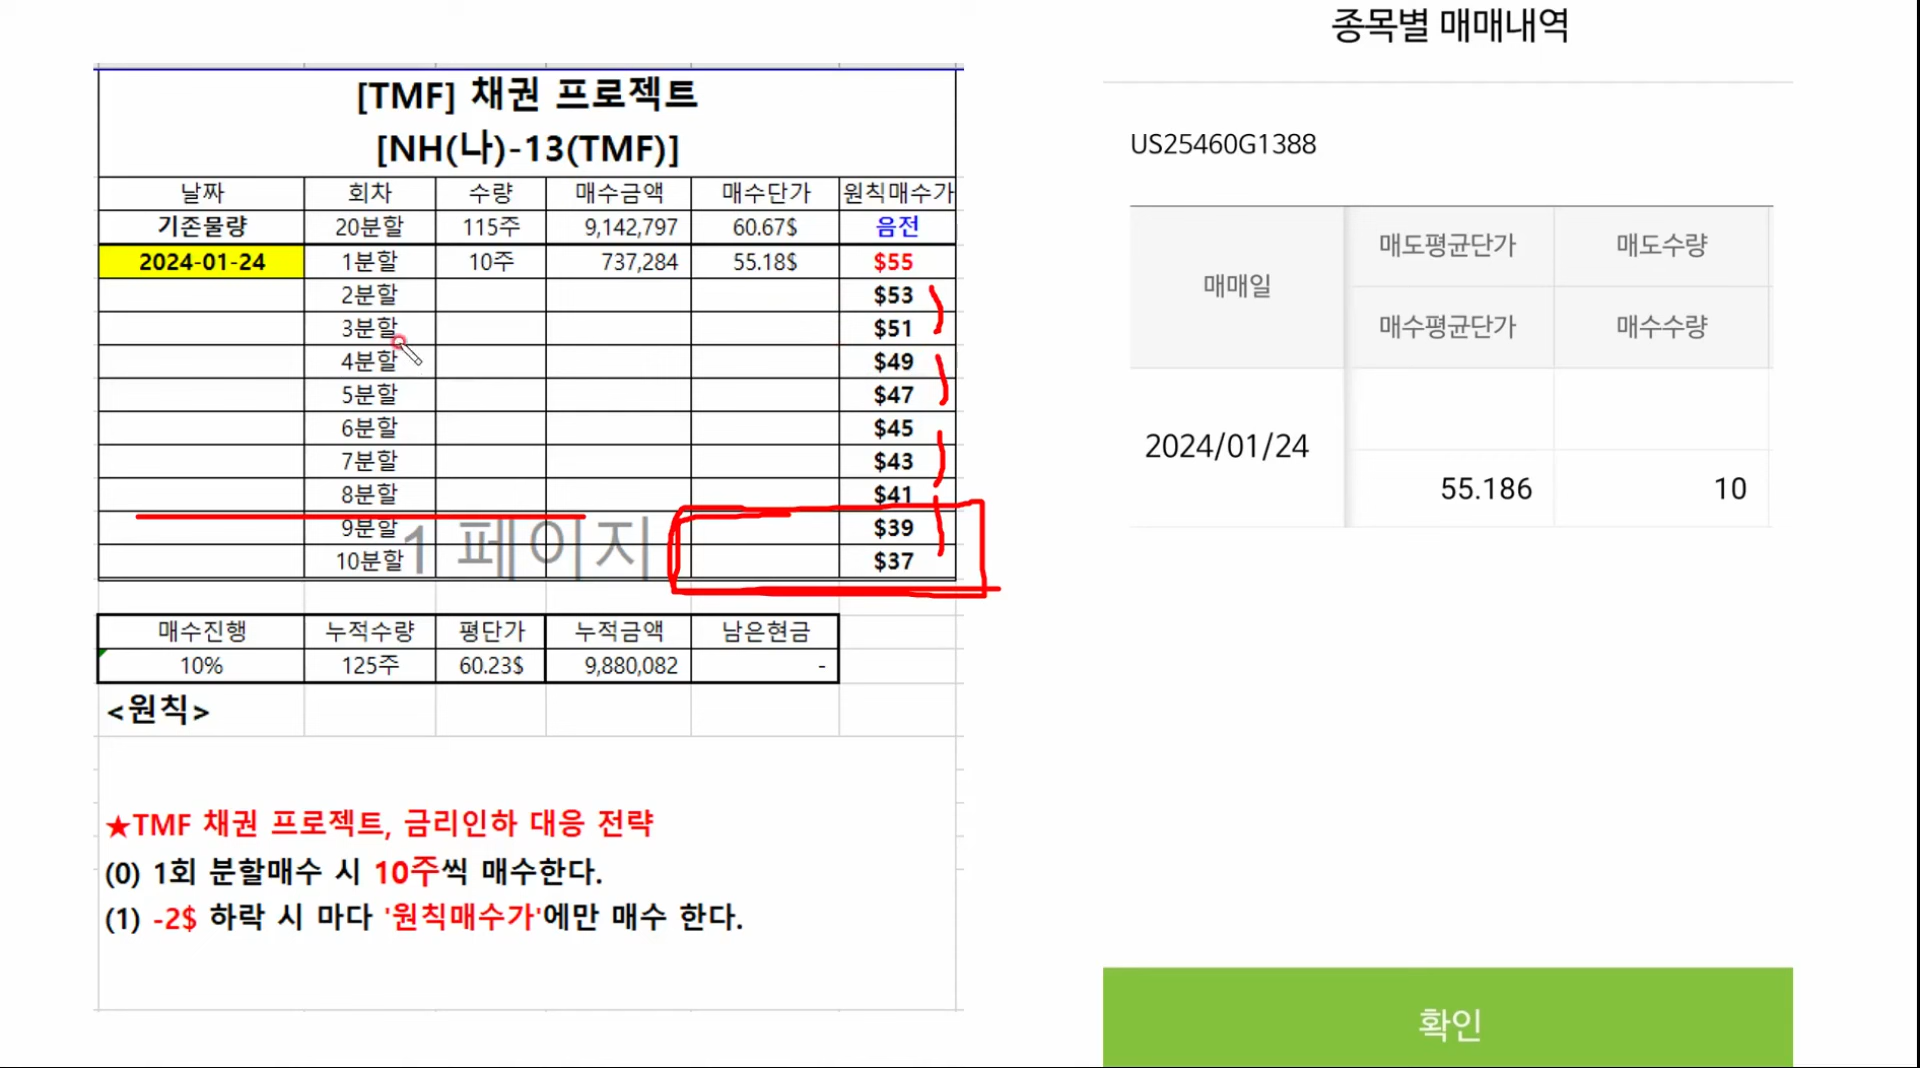 [TMF] 채권 프로젝트
[NH(나)-13(TMF)]
날짜 회차 수량 매수금액 매수단가 원칙매수가
기존물량 20분할 115주 9,142,797 60.67$ 음전
2024-01-24 1분할 10주 737,284 55.18$ $55
2분할 $53
3분할 $51
4분할 $49
5분할 $47
6분할 $45
7분할 $43
8분할 $41
9분할 $39
10분할 $37
1 페이지
매수진행 누적수량 평단가 누적금액 남은현금
10% 125주 60.23$ 9,880,082 -
<원칙>
★TMF 채권 프로젝트, 금리인하 대응 전략
(0) 1회 분할매수 시 10주씩 매수한다.
(1) -2$ 하락 시 마다 '원칙매수가'에만 매수 한다.
종목별 매매내역
US25460G1388
매매일 매도평균단가 매도수량
매수평균단가 매수수량
2024/01/24 55.186 10
확인